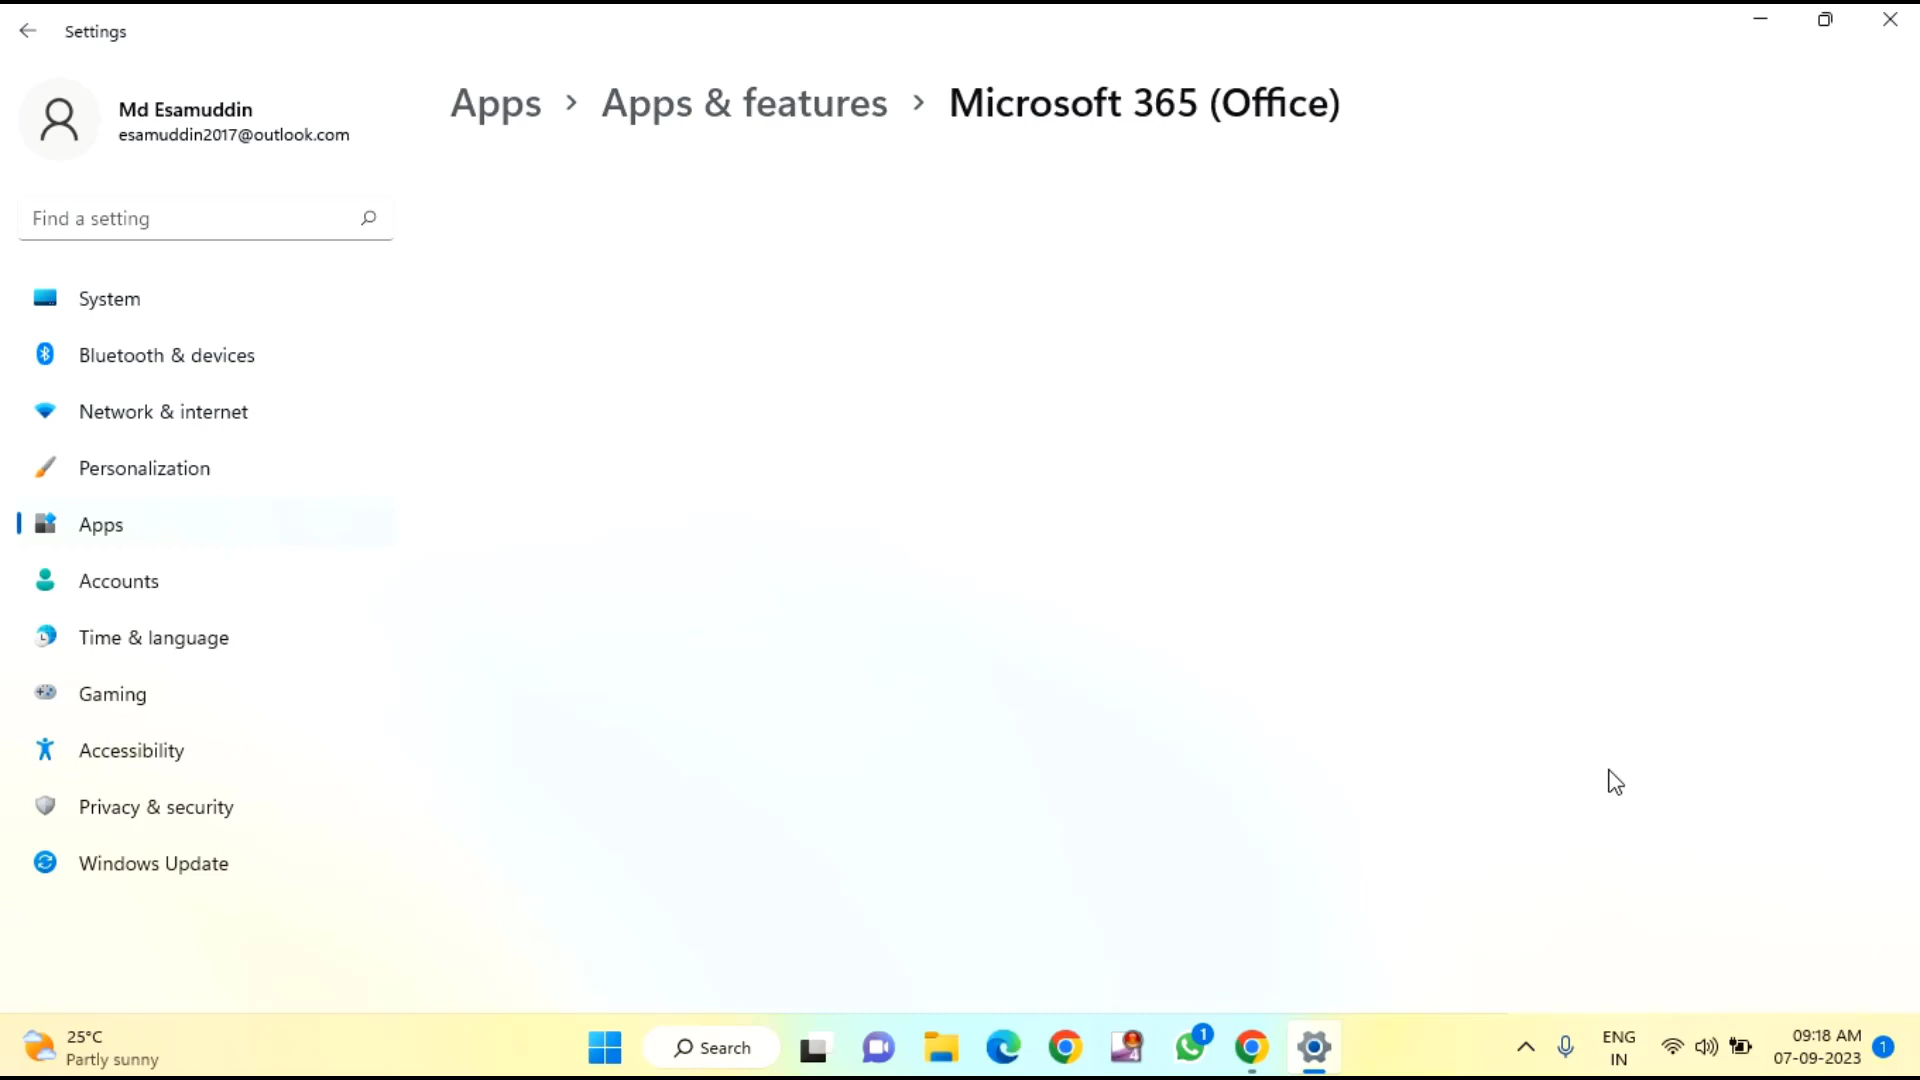 Settings
Md Esamuddin
esamuddin2017@outlook.com
Apps > Apps & features > Microsoft 365 (Office)
Find a setting
System
Bluetooth & devices
Network & internet
Personalization
Apps
Accounts
Time & language
Gaming
Accessibility
Privacy & security
Windows Update
25°C
Partly sunny
Search
4
1
ENG
IN
09:18 AM
07-09-2023
1